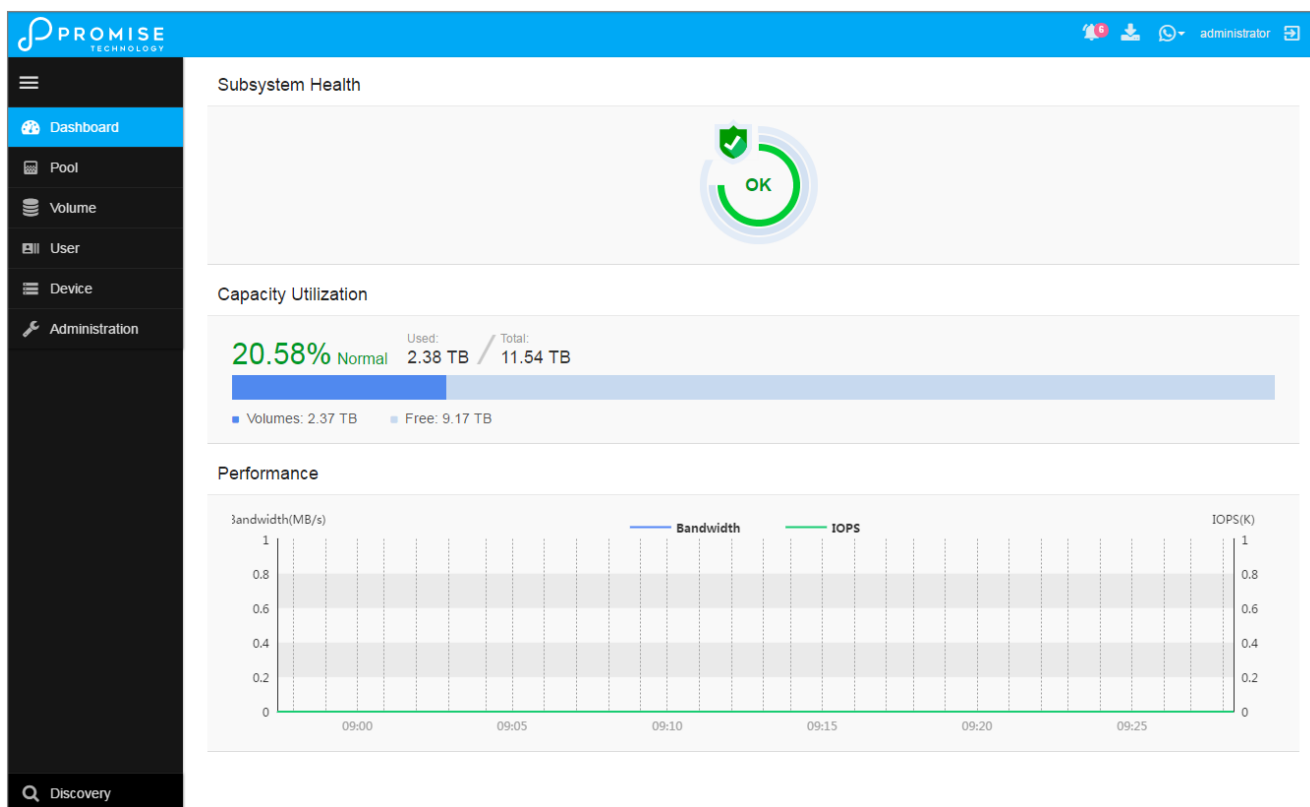 PROMISE
TECHNOLOGY
6
administrator
Dashboard
Pool
Volume
User
Device
Administration
Discovery
Subsystem Health
OK
Capacity Utilization
20.58% Normal
Used:
2.38 TB
Total:
11.54 TB
Volumes: 2.37 TB
Free: 9.17 TB
Performance
Bandwidth(MB/s)
Bandwidth
IOPS
IOPS(K)
1
0.8
0.6
0.4
0.2
0
1
0.8
0.6
0.4
0.2
0
09:00 09:05 09:10 09:15 09:20 09:25